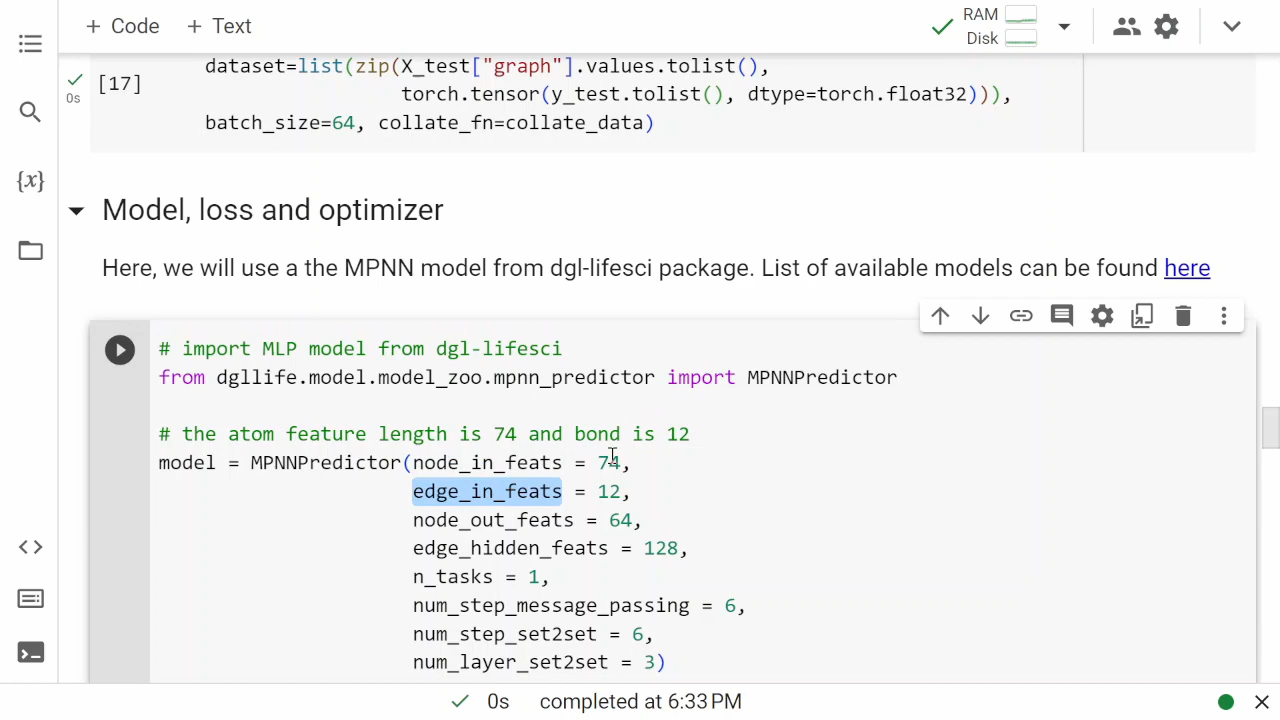 + Code + Text
RAM
Disk
dataset=list(zip(X_test["graph"].values.tolist(),
[17]
0s
torch.tensor(y_test.tolist(), dtype=torch.float32))),
batch_size=64, collate_fn=collate_data)
{x}
Model, loss and optimizer
Here, we will use a the MPNN model from dgl-lifesci package. List of available models can be found here
# import MLP model from dgl-lifesci
from dgllife.model.model_zoo.mpnn_predictor import MPNNPredictor
# the atom feature length is 74 and bond is 12
model = MPNNPredictor(node_in_feats = 74,
edge_in_feats = 12,
node_out_feats = 64,
edge_hidden_feats = 128,
n_tasks = 1,
num_step_message_passing = 6,
num_step_set2set = 6,
num_layer_set2set = 3)
0s completed at 6:33 PM